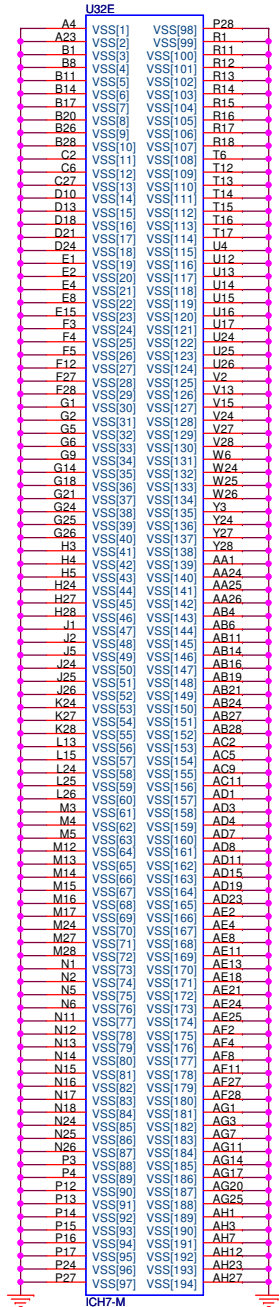 U32E
A4 VSS[1] VSS[98] P28
A23 VSS[2] VSS[99] R1
B1 VSS[3] VSS[100] R11
B8 VSS[4] VSS[101] R12
B11 VSS[5] VSS[102] R13
B14 VSS[6] VSS[103] R14
B17 VSS[7] VSS[104] R15
B20 VSS[8] VSS[105] R16
B26 VSS[9] VSS[106] R17
B28 VSS[10] VSS[107] R18
C2 VSS[11] VSS[108] T6
C6 VSS[12] VSS[109] T12
C27 VSS[13] VSS[110] T13
D10 VSS[14] VSS[111] T14
D13 VSS[15] VSS[112] T15
D18 VSS[16] VSS[113] T16
D21 VSS[17] VSS[114] T17
D24 VSS[18] VSS[115] U4
E1 VSS[19] VSS[116] U12
E2 VSS[20] VSS[117] U13
E4 VSS[21] VSS[118] U14
E8 VSS[22] VSS[119] U15
E15 VSS[23] VSS[120] U16
F3 VSS[24] VSS[121] U17
F4 VSS[25] VSS[122] U24
F5 VSS[26] VSS[123] U25
F12 VSS[27] VSS[124] U26
F27 VSS[28] VSS[125] V2
F28 VSS[29] VSS[126] V13
G1 VSS[30] VSS[127] V15
G2 VSS[31] VSS[128] V24
G5 VSS[32] VSS[129] V27
G6 VSS[33] VSS[130] V28
G9 VSS[34] VSS[131] W6
G14 VSS[35] VSS[132] W24
G18 VSS[36] VSS[133] W25
G21 VSS[37] VSS[134] W26
G24 VSS[38] VSS[135] Y3
G25 VSS[39] VSS[136] Y24
G26 VSS[40] VSS[137] Y27
H3 VSS[41] VSS[138] Y28
H4 VSS[42] VSS[139] AA1
H5 VSS[43] VSS[140] AA24
H24 VSS[44] VSS[141] AA25
H27 VSS[45] VSS[142] AA26
H28 VSS[46] VSS[143] AB4
J1 VSS[47] VSS[144] AB6
J2 VSS[48] VSS[145] AB11
J5 VSS[49] VSS[146] AB14
J24 VSS[50] VSS[147] AB16
J25 VSS[51] VSS[148] AB19
J26 VSS[52] VSS[149] AB21
K24 VSS[53] VSS[150] AB24
K27 VSS[54] VSS[151] AB27
K28 VSS[55] VSS[152] AB28
L13 VSS[56] VSS[153] AC2
L15 VSS[57] VSS[154] AC5
L24 VSS[58] VSS[155] AC9
L25 VSS[59] VSS[156] AC11
L26 VSS[60] VSS[157] AD1
M3 VSS[61] VSS[158] AD3
M4 VSS[62] VSS[159] AD4
M5 VSS[63] VSS[160] AD7
M12 VSS[64] VSS[161] AD8
M13 VSS[65] VSS[162] AD11
M14 VSS[66] VSS[163] AD15
M15 VSS[67] VSS[164] AD19
M16 VSS[68] VSS[165] AD23
M17 VSS[69] VSS[166] AE2
M24 VSS[70] VSS[167] AE4
M27 VSS[71] VSS[168] AE8
M28 VSS[72] VSS[169] AE11
N1 VSS[73] VSS[170] AE13
N2 VSS[74] VSS[171] AE18
N5 VSS[75] VSS[172] AE21
N6 VSS[76] VSS[173] AE24
N11 VSS[77] VSS[174] AE25
N12 VSS[78] VSS[175] AF2
N13 VSS[79] VSS[176] AF4
N14 VSS[80] VSS[177] AF8
N15 VSS[81] VSS[178] AF11
N16 VSS[82] VSS[179] AF27
N17 VSS[83] VSS[180] AF28
N18 VSS[84] VSS[181] AG1
N24 VSS[85] VSS[182] AG3
N25 VSS[86] VSS[183] AG7
N26 VSS[87] VSS[184] AG11
P3 VSS[88] VSS[185] AG14
P4 VSS[89] VSS[186] AG17
P12 VSS[90] VSS[187] AG20
P13 VSS[91] VSS[188] AG25
P14 VSS[92] VSS[189] AH1
P15 VSS[93] VSS[190] AH3
P16 VSS[94] VSS[191] AH7
P17 VSS[95] VSS[192] AH12
P24 VSS[96] VSS[193] AH23
P27 VSS[97] VSS[194] AH27
ICH7-M